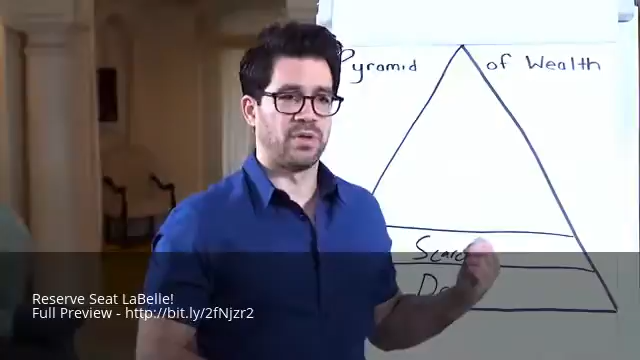 Pyramid of Wealth
Reserve Seat LaBelle!
Full Preview - http://bit.ly/2fNjzr2